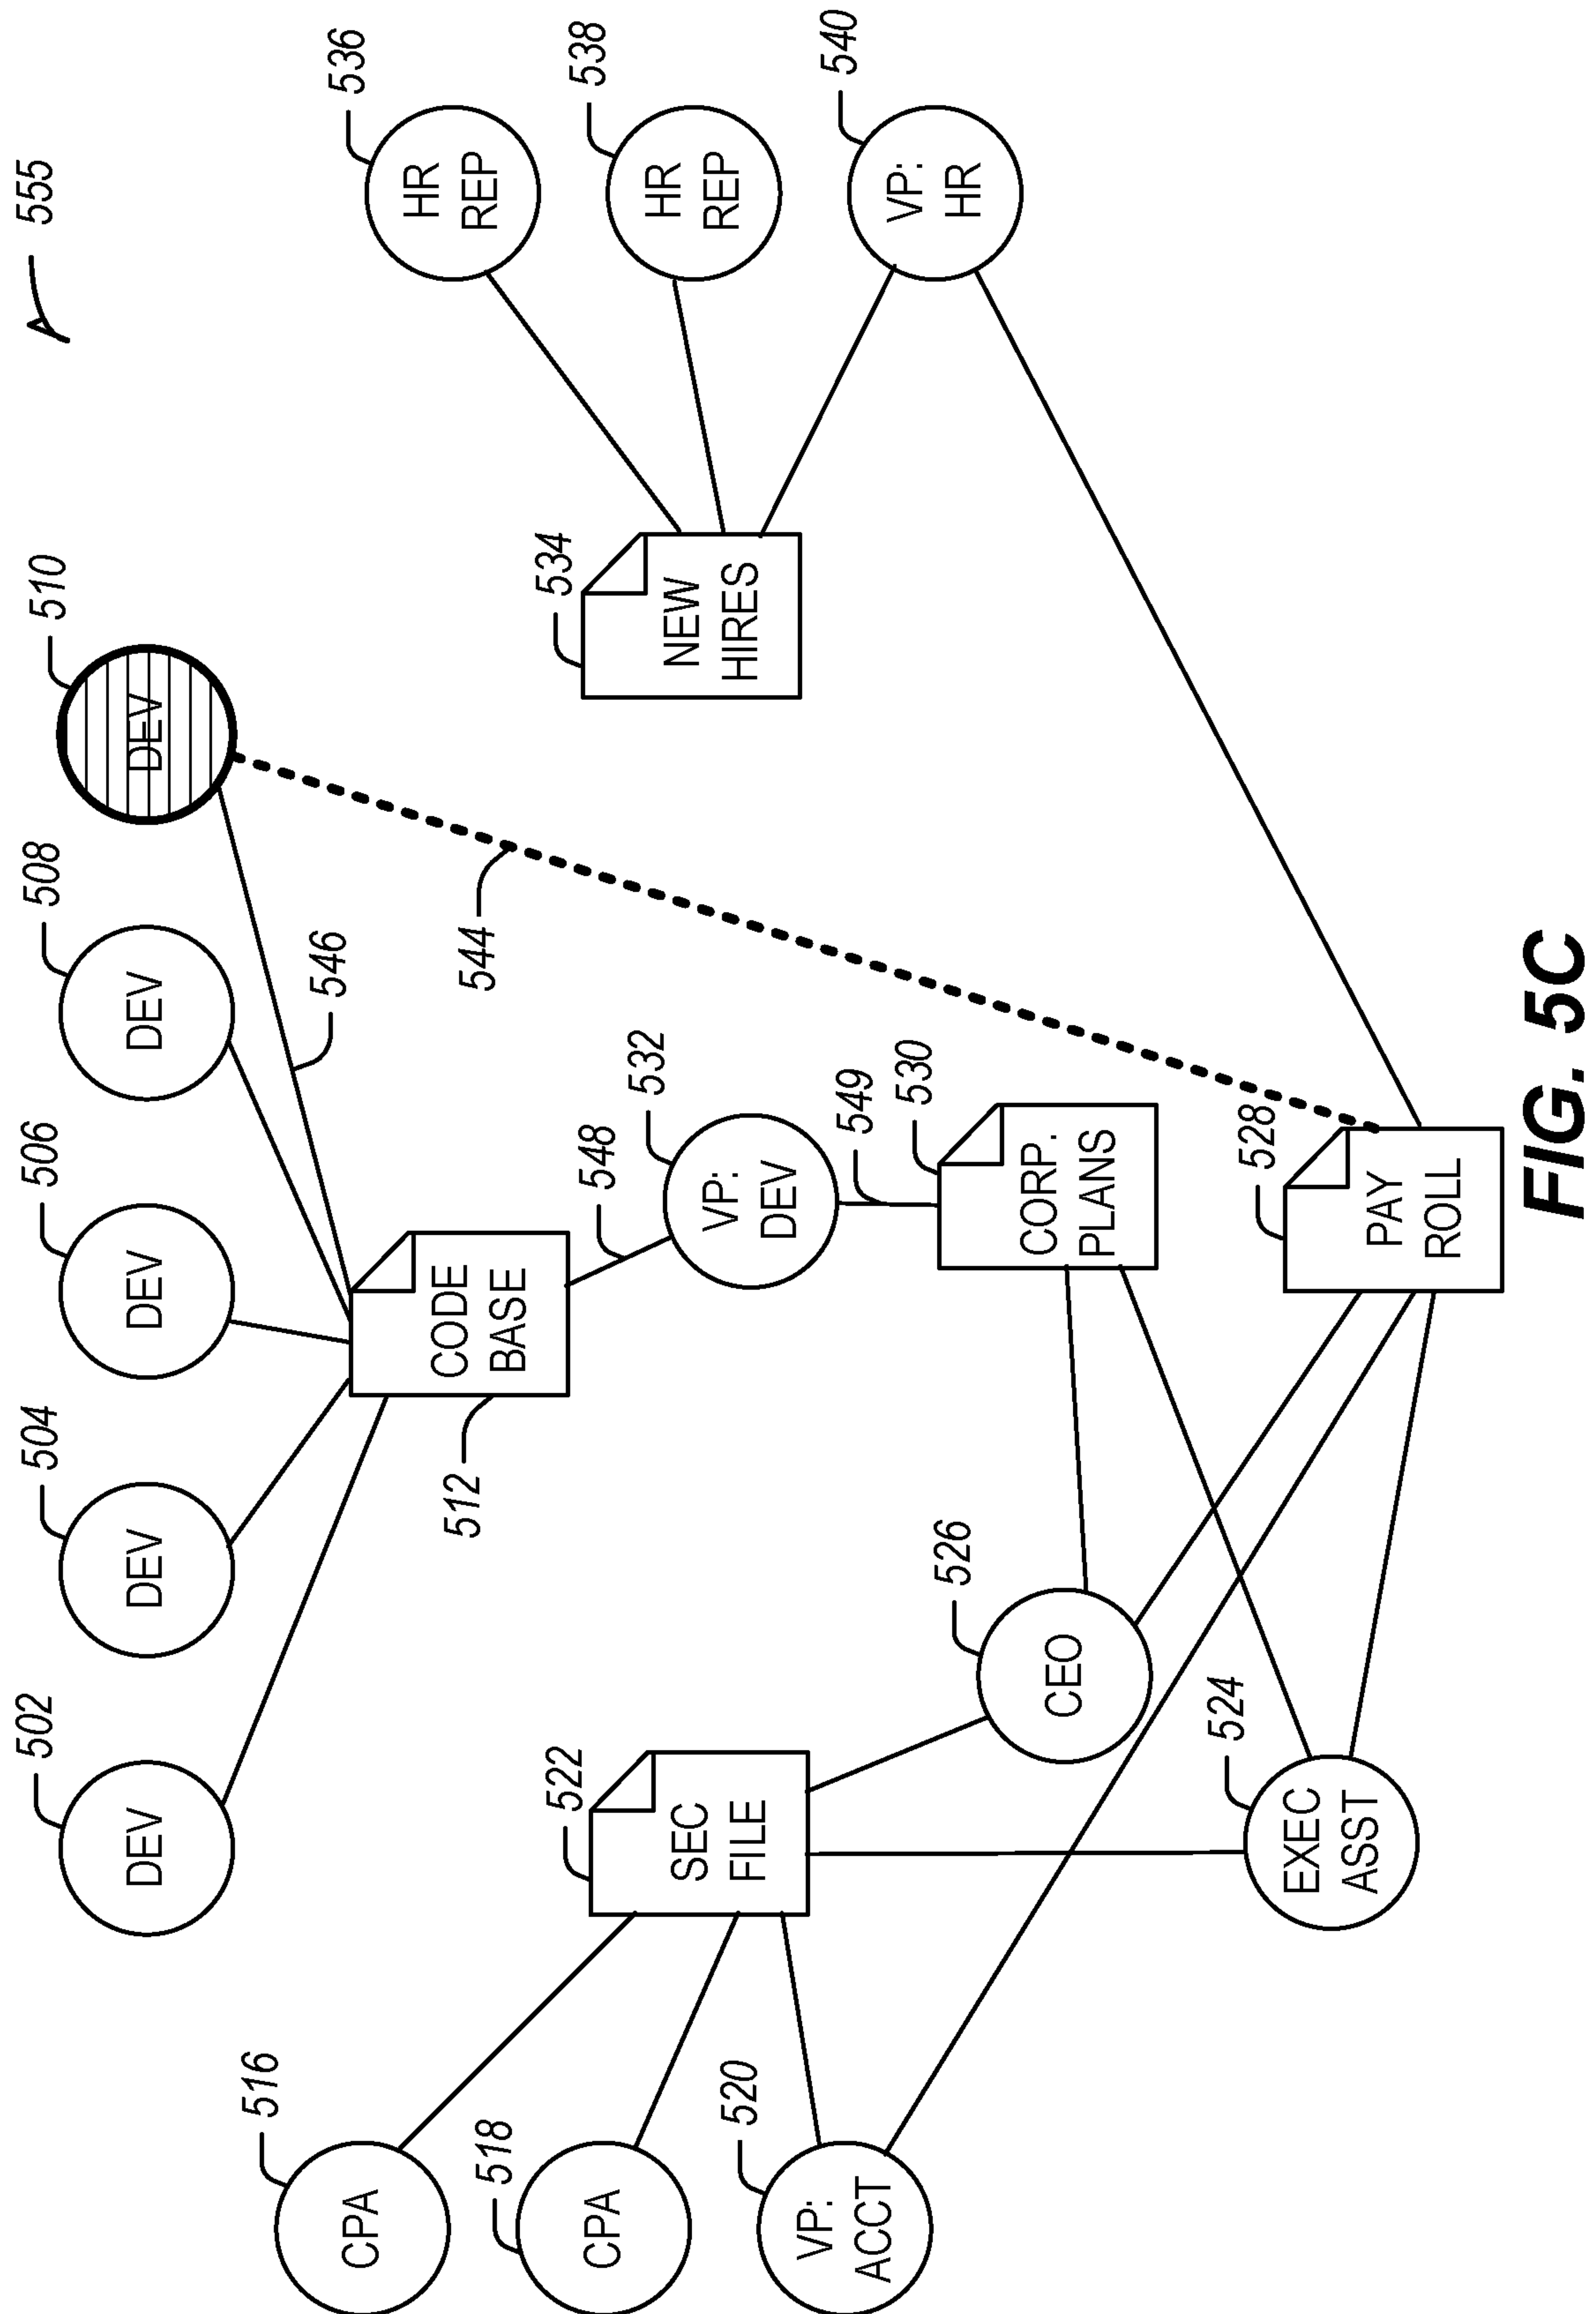 555
502
504
506
508
510
DEV
DEV
DEV
DEV
DEV
516
546
536
CPA
HR
REP
512
CODE
BASE
544
518
534
538
CPA
522
548
532
NEW
HIRES
HR
REP
SEC
FILE
VP:
DEV
520
549
540
VP:
ACCT
526
530
VP:
HR
CEO
CORP.
PLANS
524
528
EXEC
ASST
PAY
ROLL
FIG. 5C